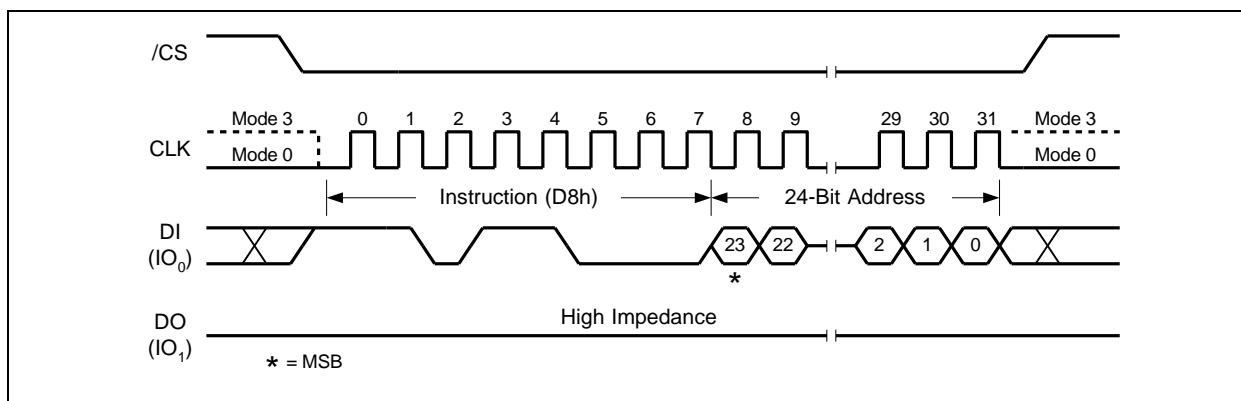 /CS
Mode 3 0 1 2 3 4 5 6 7 8 9 29 30 31 Mode 3
CLK Mode 0 Mode 0
Instruction (D8h) 24-Bit Address
DI
(IO0) 23 22 2 1 0
*
High Impedance
DO
(IO1)
* = MSB